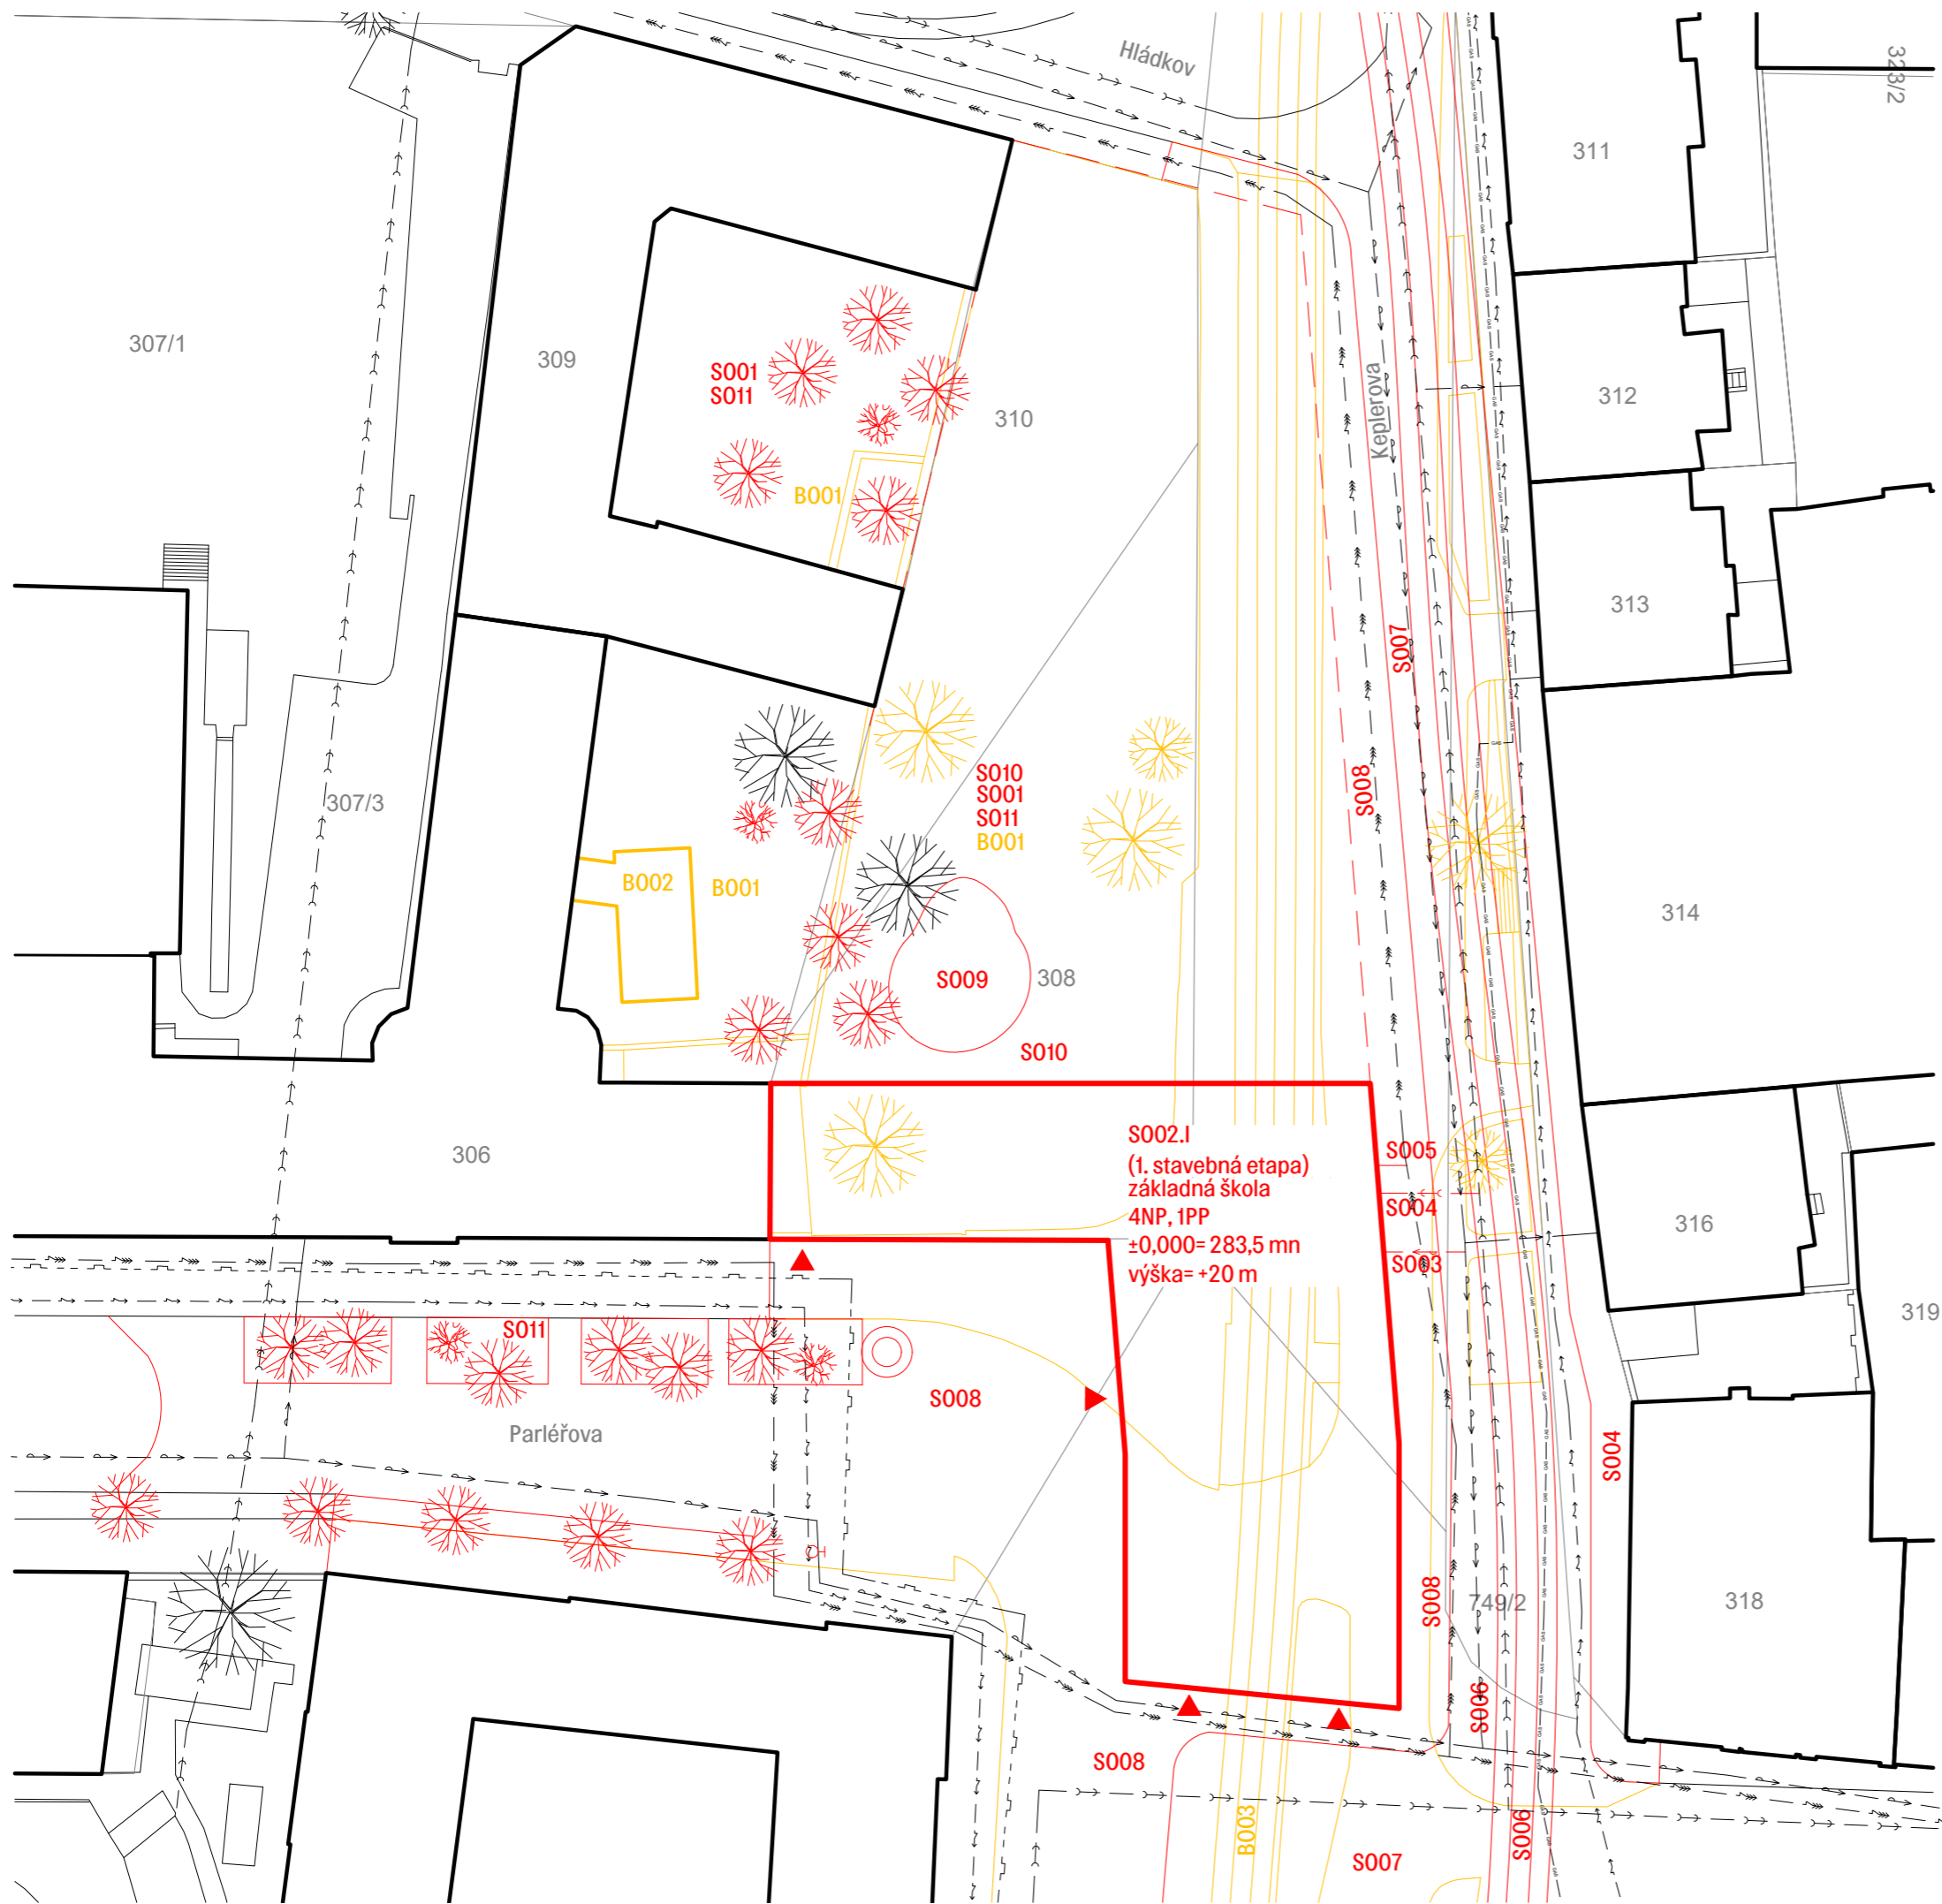 Hládkov
323/2
311
307/1
309
S001
S011
310
Keplerova
312
B001
313
S007
307/3
S010
S001
S011
B001
S008
B002
B001
314
S009
308
S010
306
S002.I
(1. stavebná etapa)
základná škola
4NP, 1PP
±0,000= 283,5 mn
výška= +20 m
S005
S004
S003
316
319
S011
S008
Parléřova
S004
S008
749/2
318
S006
S008
B003
S006
S007